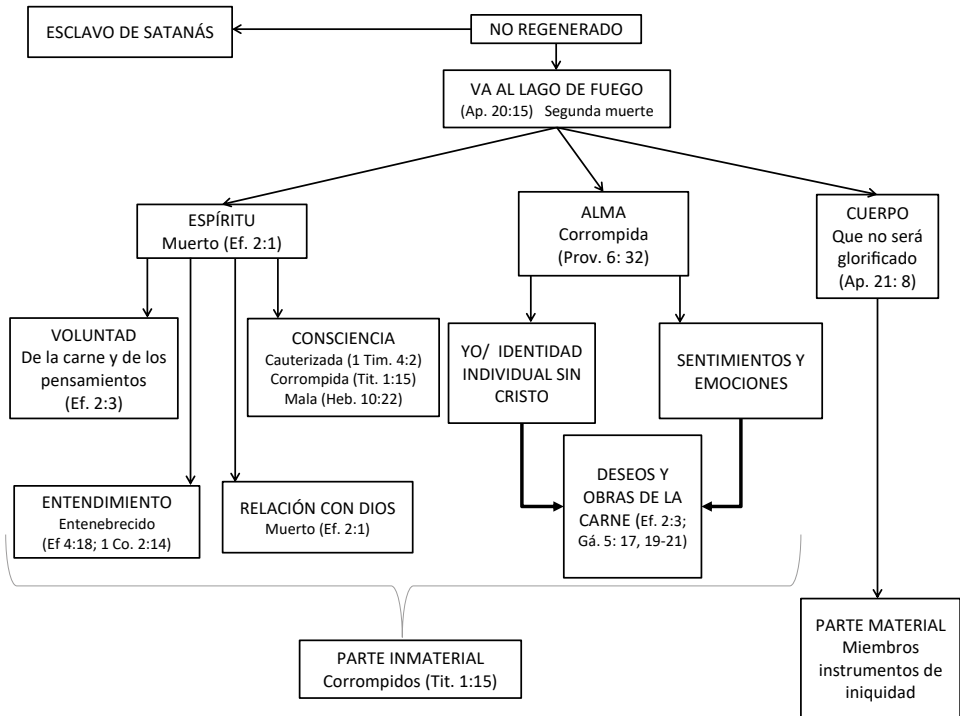 ESCLAVO DE SATANÁS
NO REGENERADO
VA AL LAGO DE FUEGO
(Ap. 20:15) Segunda muerte
ESPÍRITU
Muerto (Ef. 2:1)
ALMA
Corrompida
(Prov. 6: 32)
CUERPO
Que no será
glorificado
(Ap. 21: 8)
VOLUNTAD
De la carne y de los
pensamientos
(Ef. 2:3)
CONSCIENCIA
Cauterizada (1 Tim. 4:2)
Corrompida (Tit. 1:15)
Mala (Heb. 10:22)
YO/ IDENTIDAD
INDIVIDUAL SIN
CRISTO
SENTIMIENTOS Y
EMOCIONES
ENTENDIMIENTO
Entenebrecido
(Ef 4:18; 1 Co. 2:14)
RELACIÓN CON DIOS
Muerto (Ef. 2:1)
DESEOS Y
OBRAS DE LA
CARNE (Ef. 2:3;
Gá. 5: 17, 19-21)
PARTE INMATERIAL
Corrompidos (Tit. 1:15)
PARTE MATERIAL
Miembros
instrumentos de
iniquidad